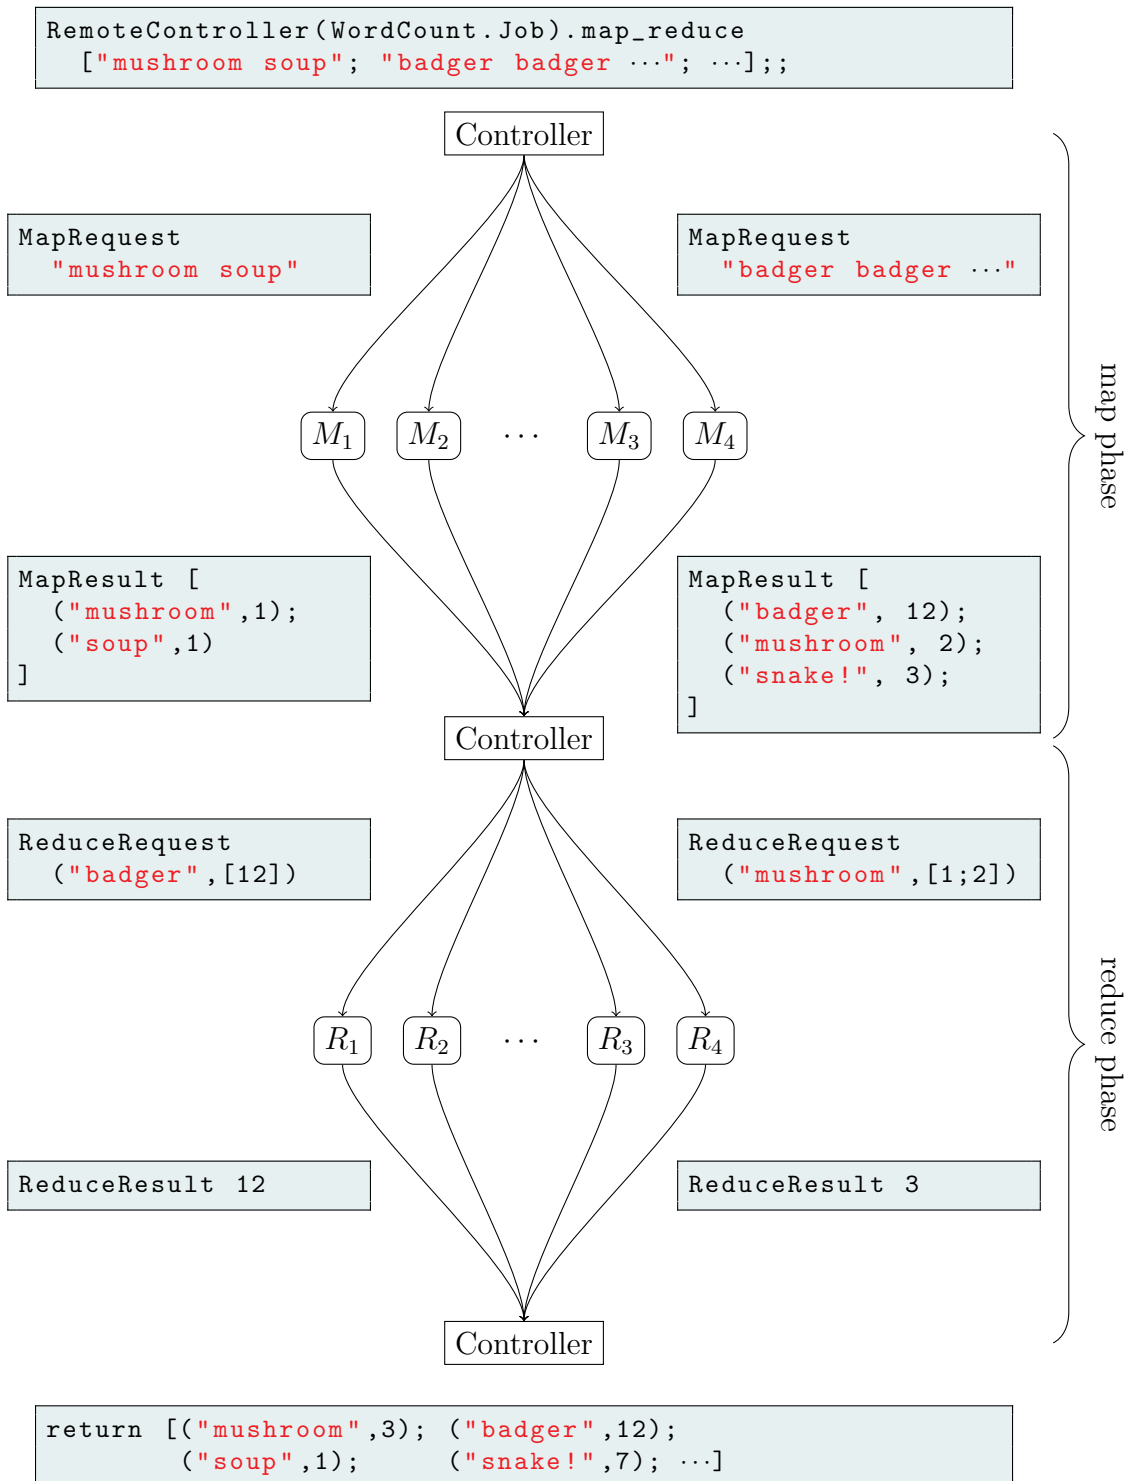 RemoteController(WordCount.Job).map_reduce
["mushroom soup"; "badger badger ⋯"; ⋯];;
Controller
MapRequest
"mushroom soup"
MapRequest
"badger badger ⋯"
map phase
M1 M2 ⋯ M3 M4
MapResult [
("mushroom",1);
("soup",1)
]
MapResult [
("badger", 12);
("mushroom", 2);
("snake!", 3);
]
Controller
ReduceRequest
("badger",[12])
ReduceRequest
("mushroom",[1;2])
reduce phase
R1 R2 ⋯ R3 R4
ReduceResult 12
ReduceResult 3
Controller
return [("mushroom",3); ("badger",12);
("soup",1); ("snake!",7); ⋯]